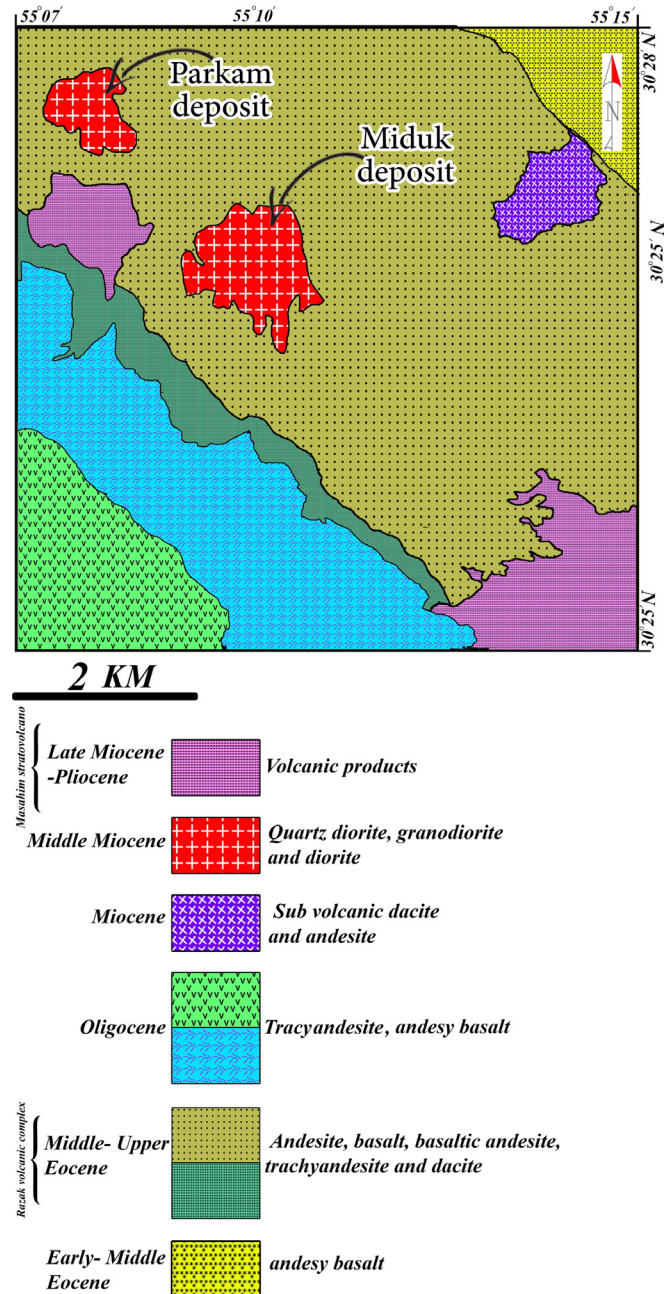 55°07′ 55°10′ 55°15′
30°28′ N
Parkam
deposit
N
Miduk
deposit
30°25′ N
30°25′ N
2 KM
Masahim stratovolcano
Late Miocene
-Pliocene
Volcanic products
Middle Miocene
Quartz diorite, granodiorite
and diorite
Miocene
Sub volcanic dacite
and andesite
Oligocene
Tracyandesite, andesy basalt
Razak volcanic complex
Middle- Upper
Eocene
Andesite, basalt, basaltic andesite,
trachyandesite and dacite
Early- Middle
Eocene
andesy basalt